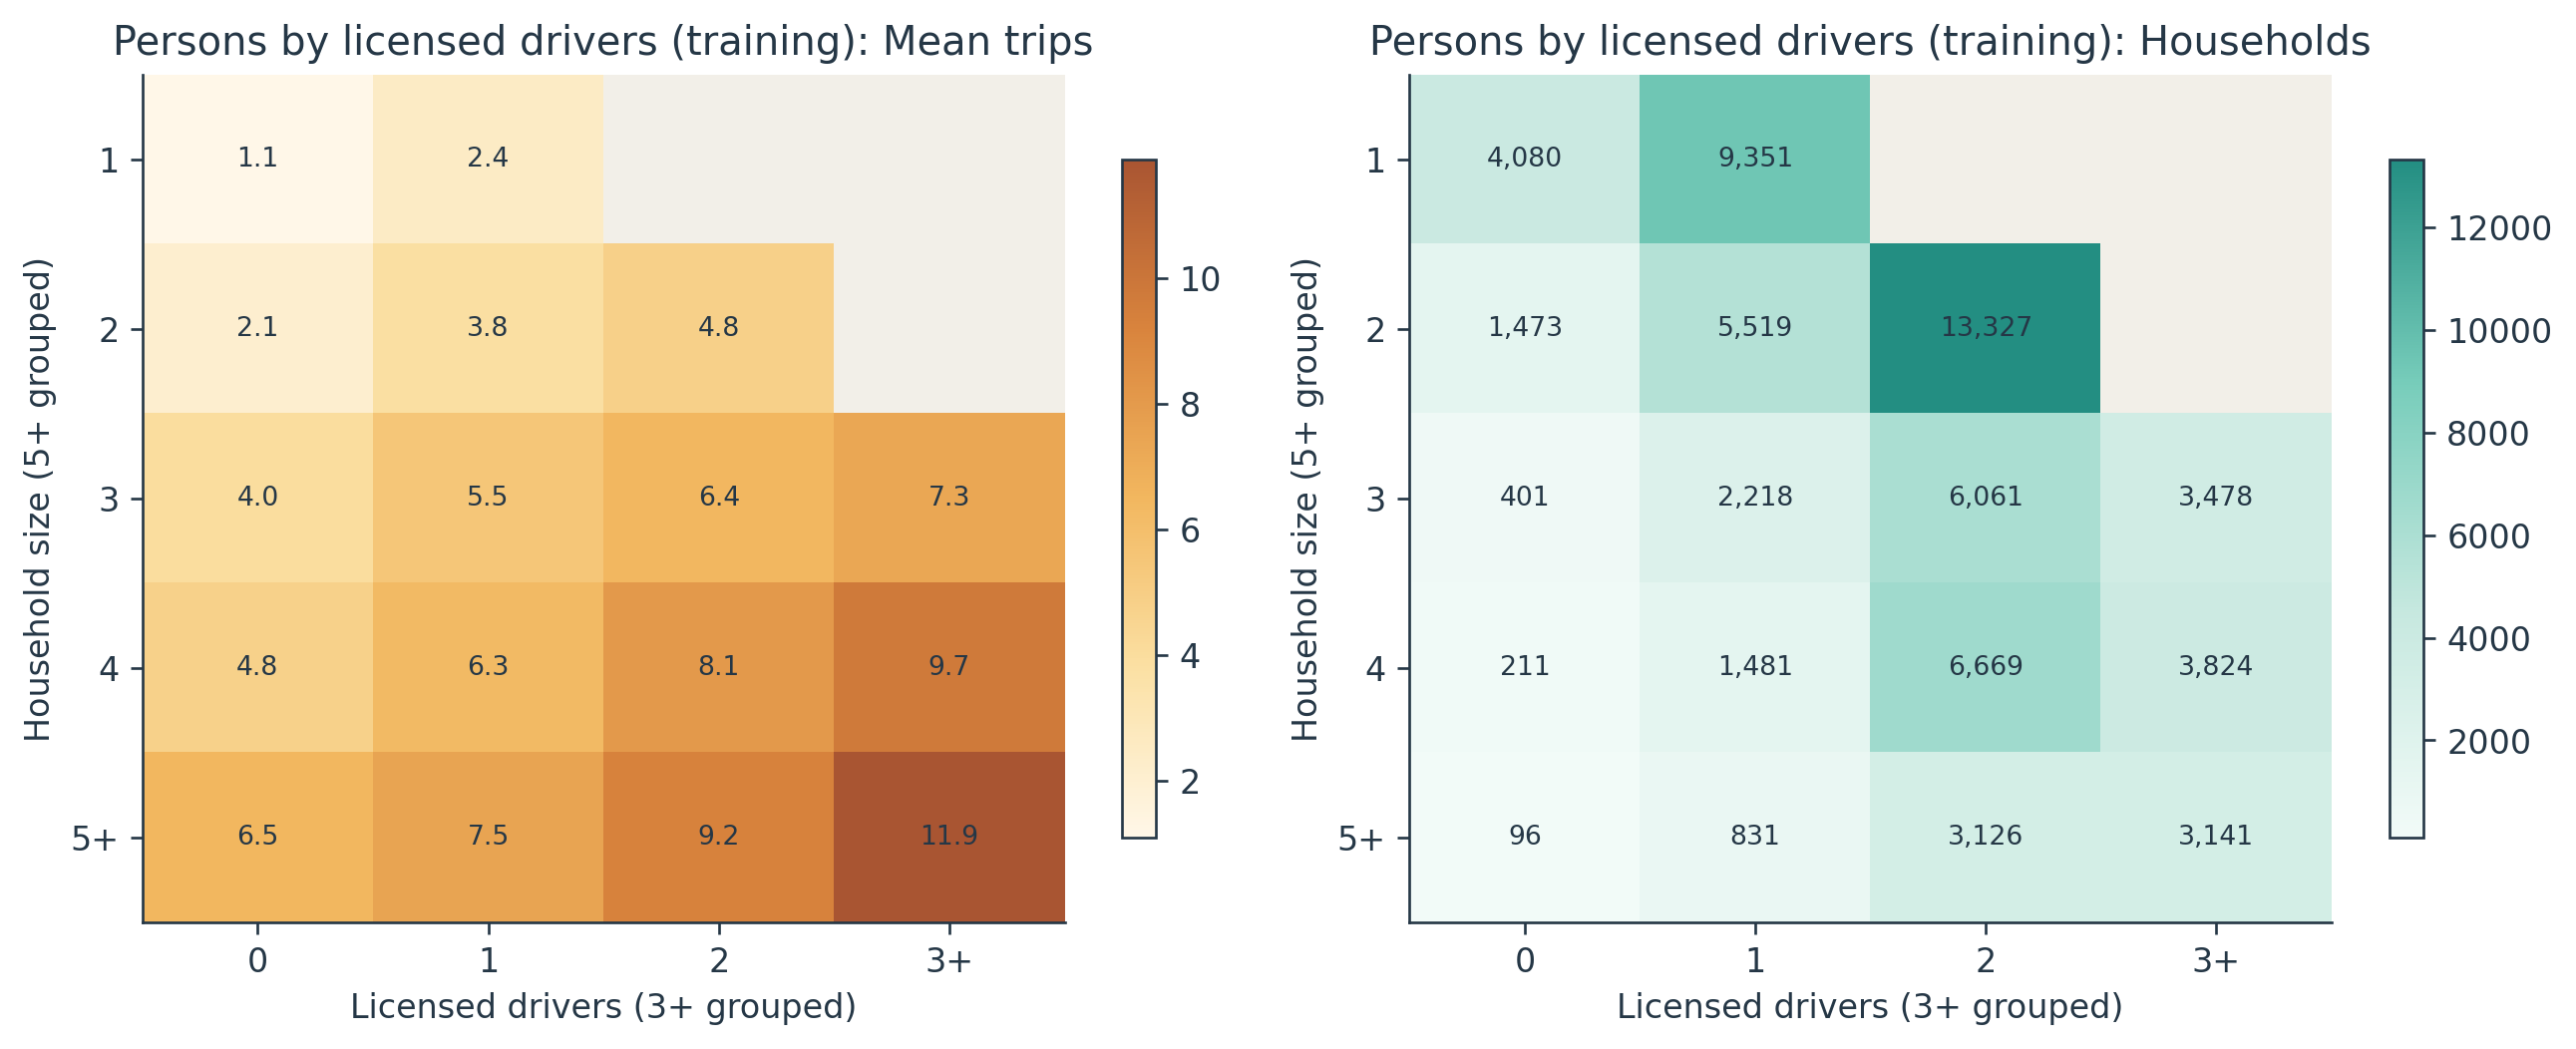 Persons by licensed drivers (training): Mean trips
Household size (5+ grouped)
1
2
3
4
5+
1.1 2.4
2.1 3.8 4.8
4.0 5.5 6.4 7.3
4.8 6.3 8.1 9.7
6.5 7.5 9.2 11.9
0 1 2 3+
Licensed drivers (3+ grouped)
10
8
6
4
2
Persons by licensed drivers (training): Households
Household size (5+ grouped)
1
2
3
4
5+
4,080 9,351
1,473 5,519 13,327
401 2,218 6,061 3,478
211 1,481 6,669 3,824
96 831 3,126 3,141
0 1 2 3+
Licensed drivers (3+ grouped)
12000
10000
8000
6000
4000
2000